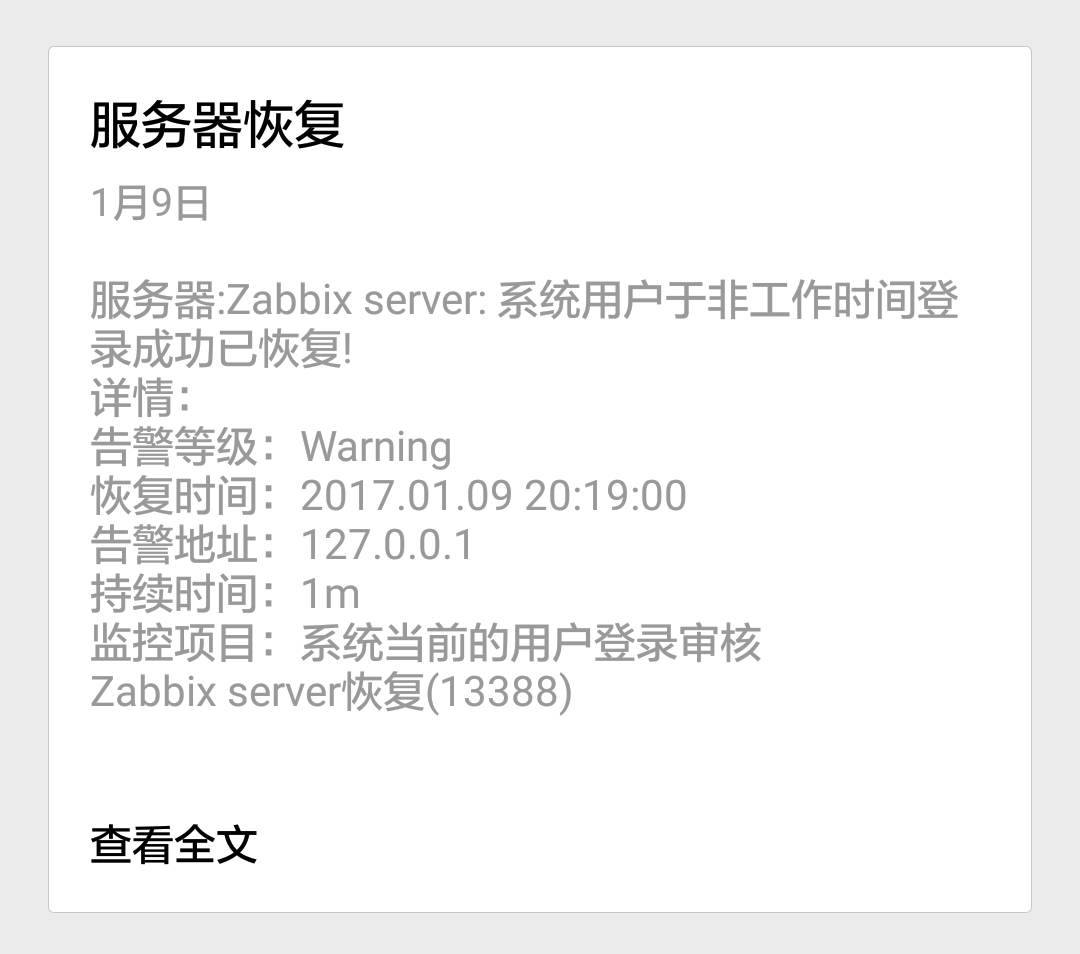 服务器恢复
1月9日
服务器:Zabbix server: 系统用户于非工作时间登
录成功已恢复!
详情：
告警等级：Warning
恢复时间：2017.01.09 20:19:00
告警地址：127.0.0.1
持续时间：1m
监控项目：系统当前的用户登录审核
Zabbix server恢复(13388)
查看全文